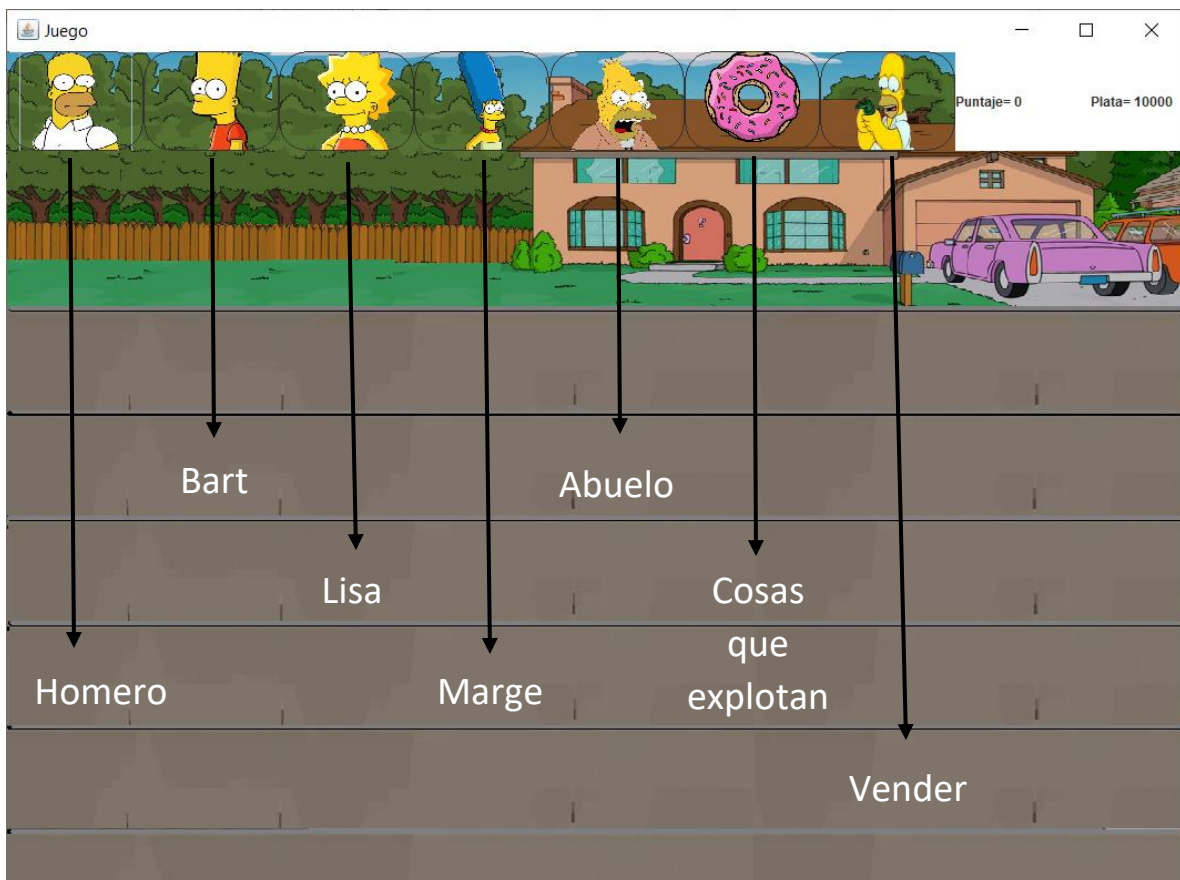 Juego
Puntaje= 0
Plata= 10000
Bart
Abuelo
Lisa
Cosas
que
explotan
Homero
Marge
Vender